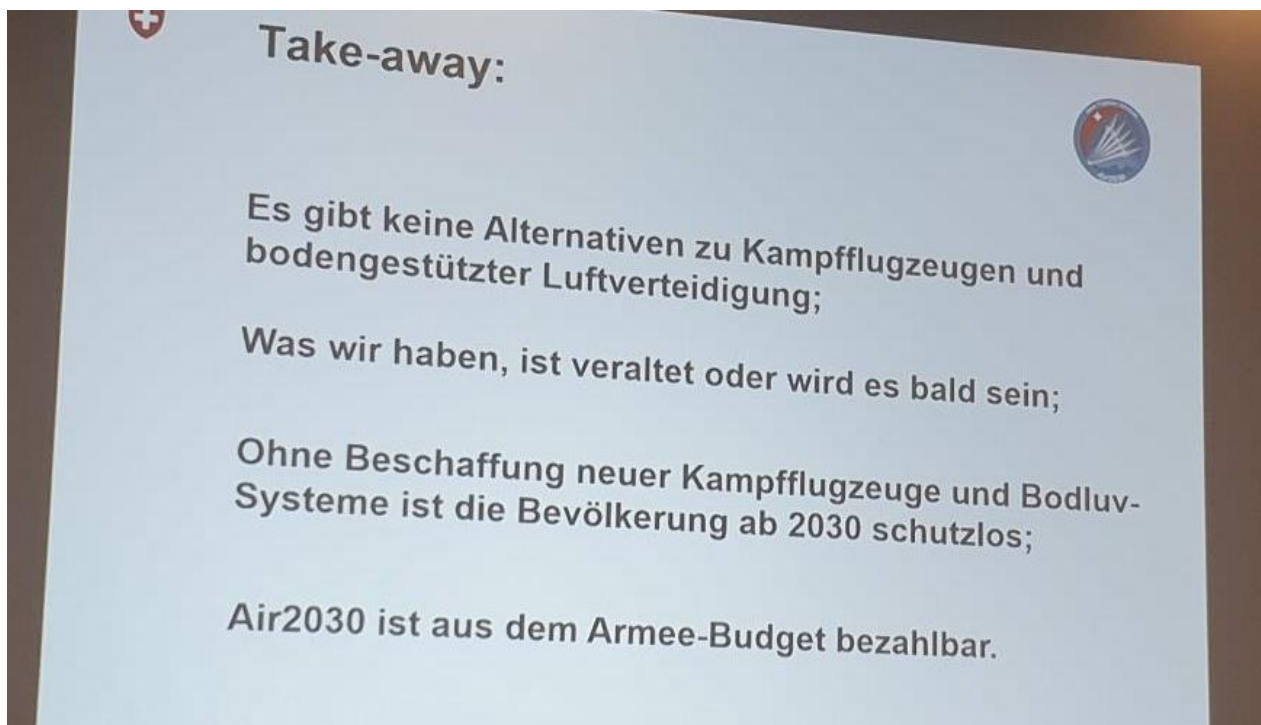 Take-away:
Es gibt keine Alternativen zu Kampfflugzeugen und
bodengestützter Luftverteidigung;
Was wir haben, ist veraltet oder wird es bald sein;
Ohne Beschaffung neuer Kampfflugzeuge und Bodluv-
Systeme ist die Bevölkerung ab 2030 schutzlos;
Air2030 ist aus dem Armee-Budget bezahlbar.